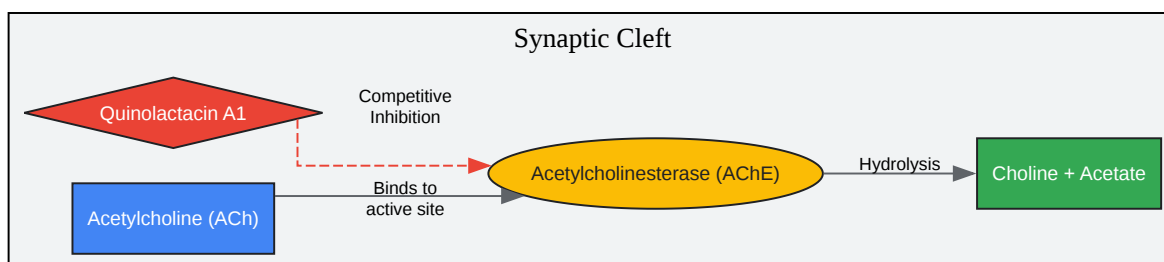 Synaptic Cleft
Quinolactacin A1
Competitive
Inhibition
Acetylcholine (ACh)
Binds to
active site
Acetylcholinesterase (AChE)
Hydrolysis
Choline + Acetate